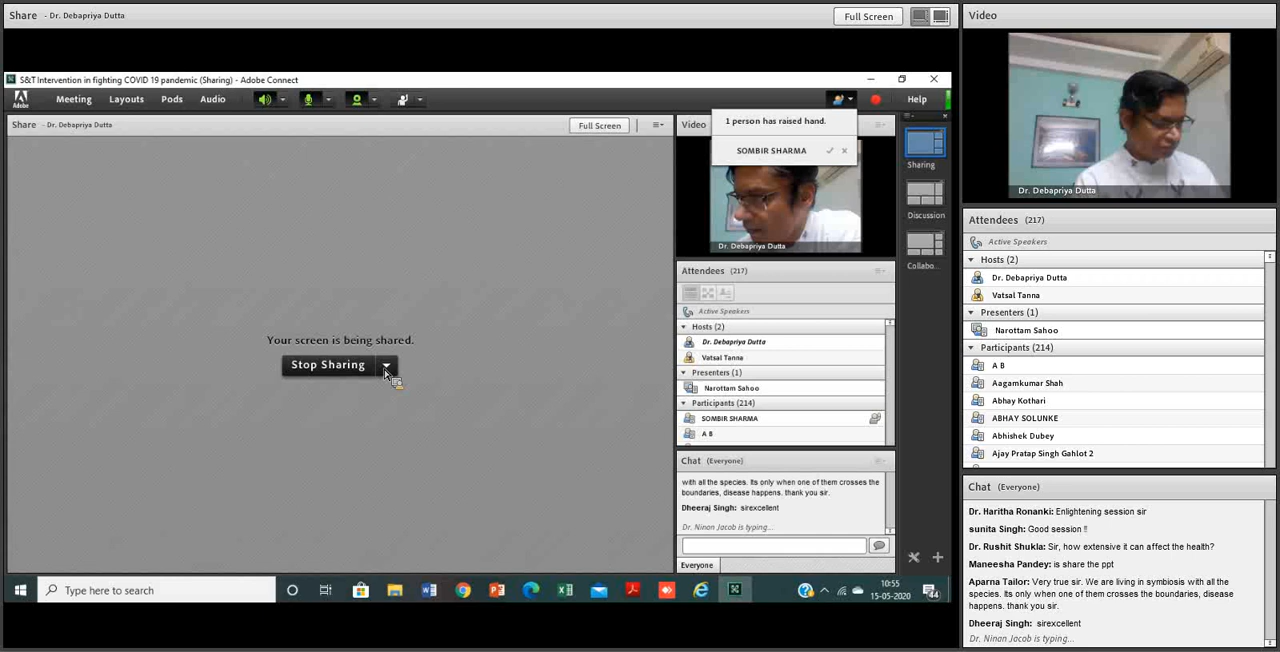 Share - Dr. Debapriya Dutta
Full Screen
S&T Intervention in fighting COVID 19 pandemic (Sharing) - Adobe Connect
Adobe
Meeting Layouts Pods Audio
Help
Share - Dr. Debapriya Dutta
Full Screen
Video
1 person has raised hand.
SOMBIR SHARMA
Dr. Debapriya Dutta
Sharing
Discussion
Collabo...
Your screen is being shared.
Stop Sharing
Attendees (217)
Active Speakers
Hosts (2)
Dr. Debapriya Dutta
Vatsal Tanna
Presenters (1)
Narottam Sahoo
Participants (214)
SOMBIR SHARMA
A B
Chat (Everyone)
with all the species. Its only when one of them crosses the
boundaries, disease happens. thank you sir.
Dheeraj Singh: sirexcellent
Dr. Ninan Jacob is typing...
Everyone
Type here to search
10:55
15-05-2020
44
Video
Dr. Debapriya Dutta
Attendees (217)
Active Speakers
Hosts (2)
Dr. Debapriya Dutta
Vatsal Tanna
Presenters (1)
Narottam Sahoo
Participants (214)
A B
Aagamkumar Shah
Abhay Kothari
ABHAY SOLUNKE
Abhishek Dubey
Ajay Pratap Singh Gahlot 2
Chat (Everyone)
Dr. Haritha Ronanki: Enlightening session sir
sunita Singh: Good session !!
Dr. Rushit Shukla: Sir, how extensive it can affect the health?
Maneesha Pandey: is share the ppt
Aparna Tailor: Very true sir. We are living in symbiosis with all the
species. Its only when one of them crosses the boundaries, disease
happens. thank you sir.
Dheeraj Singh: sirexcellent
Dr. Ninan Jacob is typing...